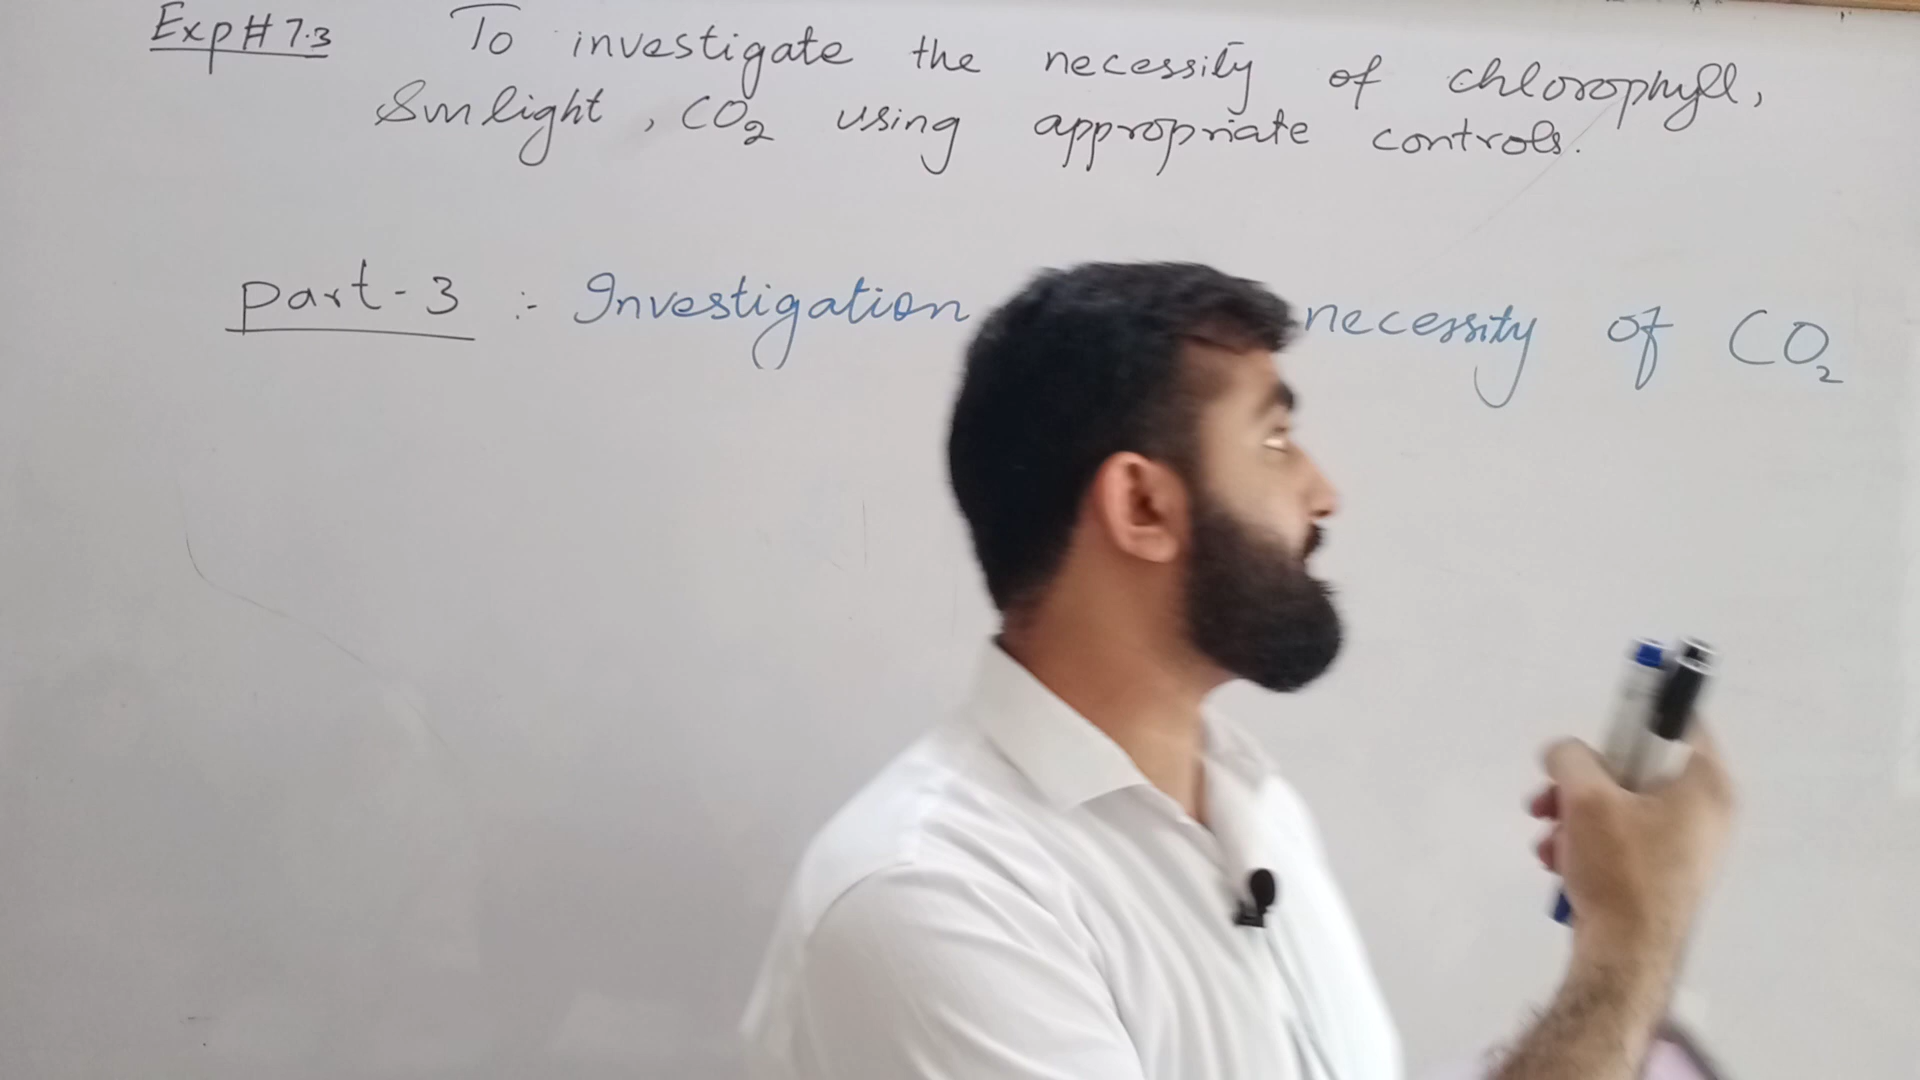 Exp# 7.3 To investigate the necessity of chlorophyll,
Sunlight, CO₂ using appropriate controls.
part-3 :- Investigation necessity of CO₂